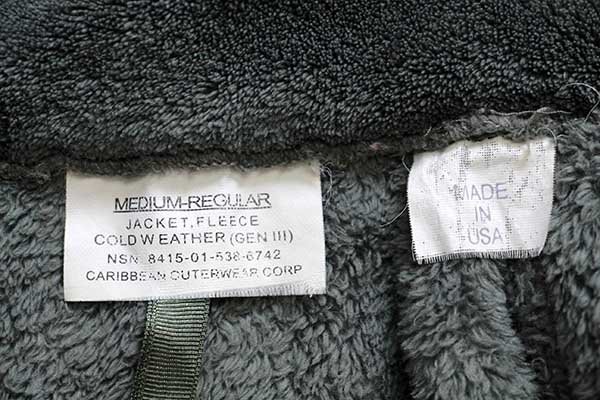 MEDIUM-REGULAR
JACKET, FLEECE
COLD WEATHER (GEN III)
NSN 8415-01-538-6742
CARIBBEAN OUTERWEAR CORP
MADE
IN
USA